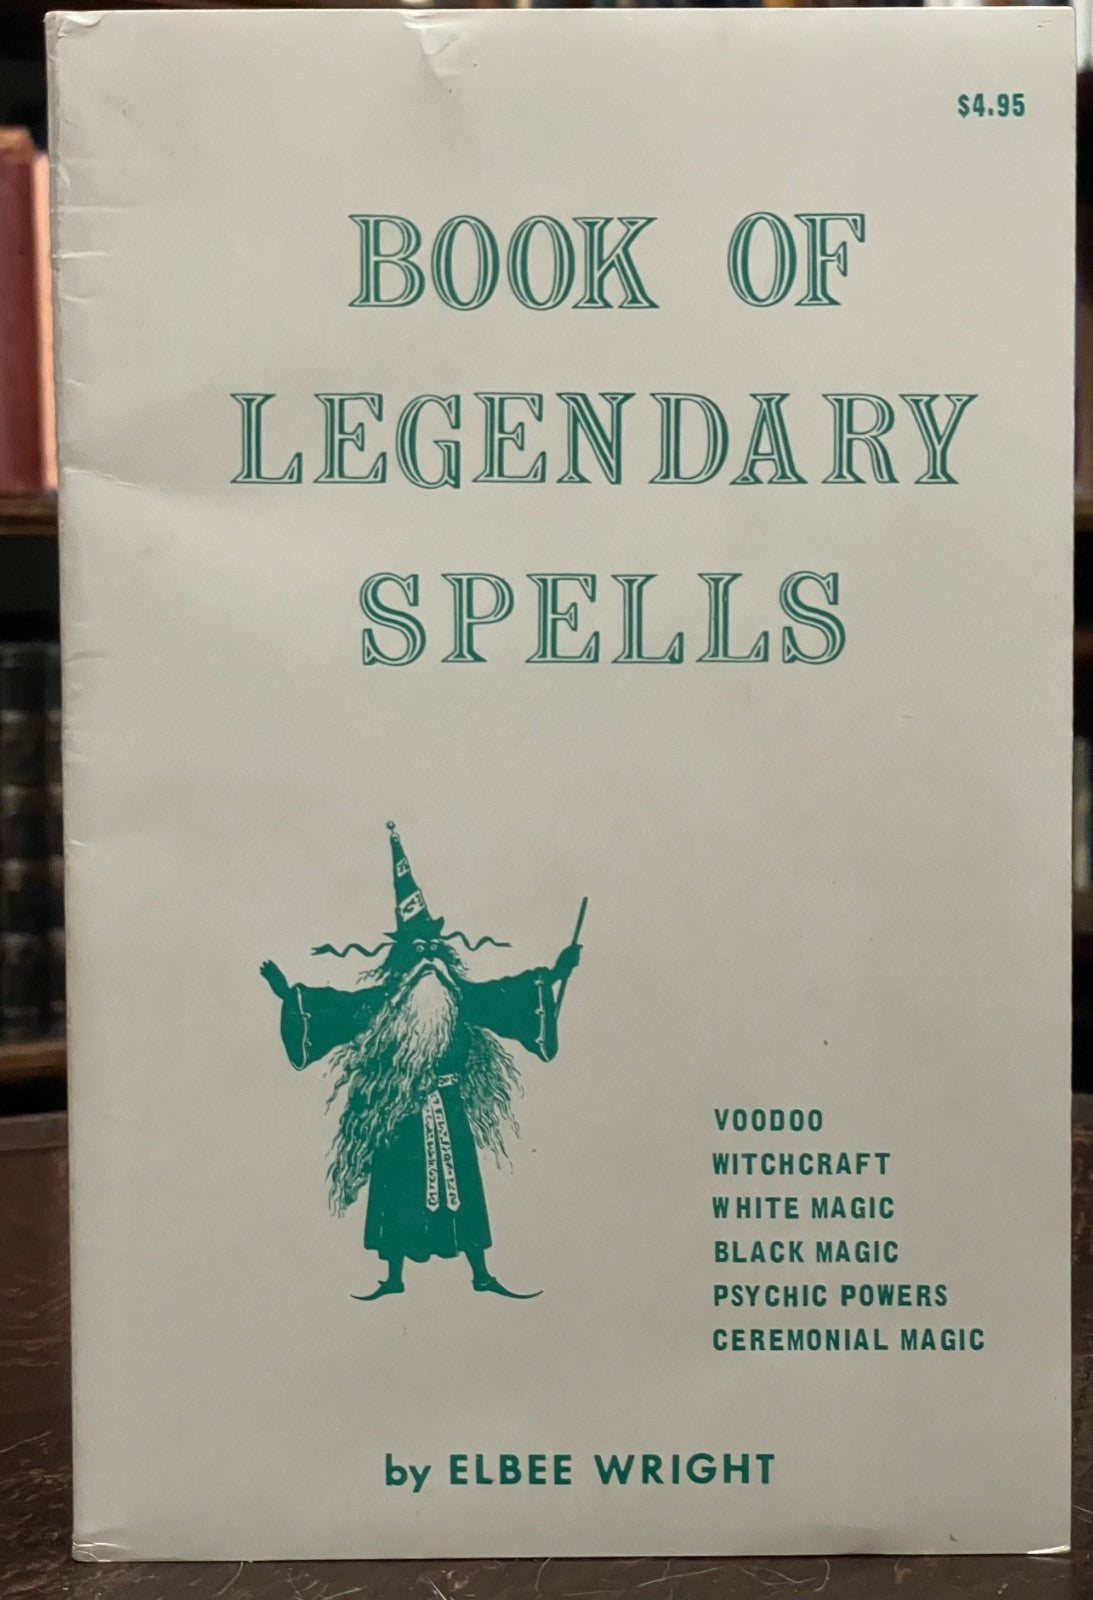 $4.95
BOOK OF
LEGENDARY
SPELLS
VOODOO
WITCHCRAFT
WHITE MAGIC
BLACK MAGIC
PSYCHIC POWERS
CEREMONIAL MAGIC
by ELBEE WRIGHT